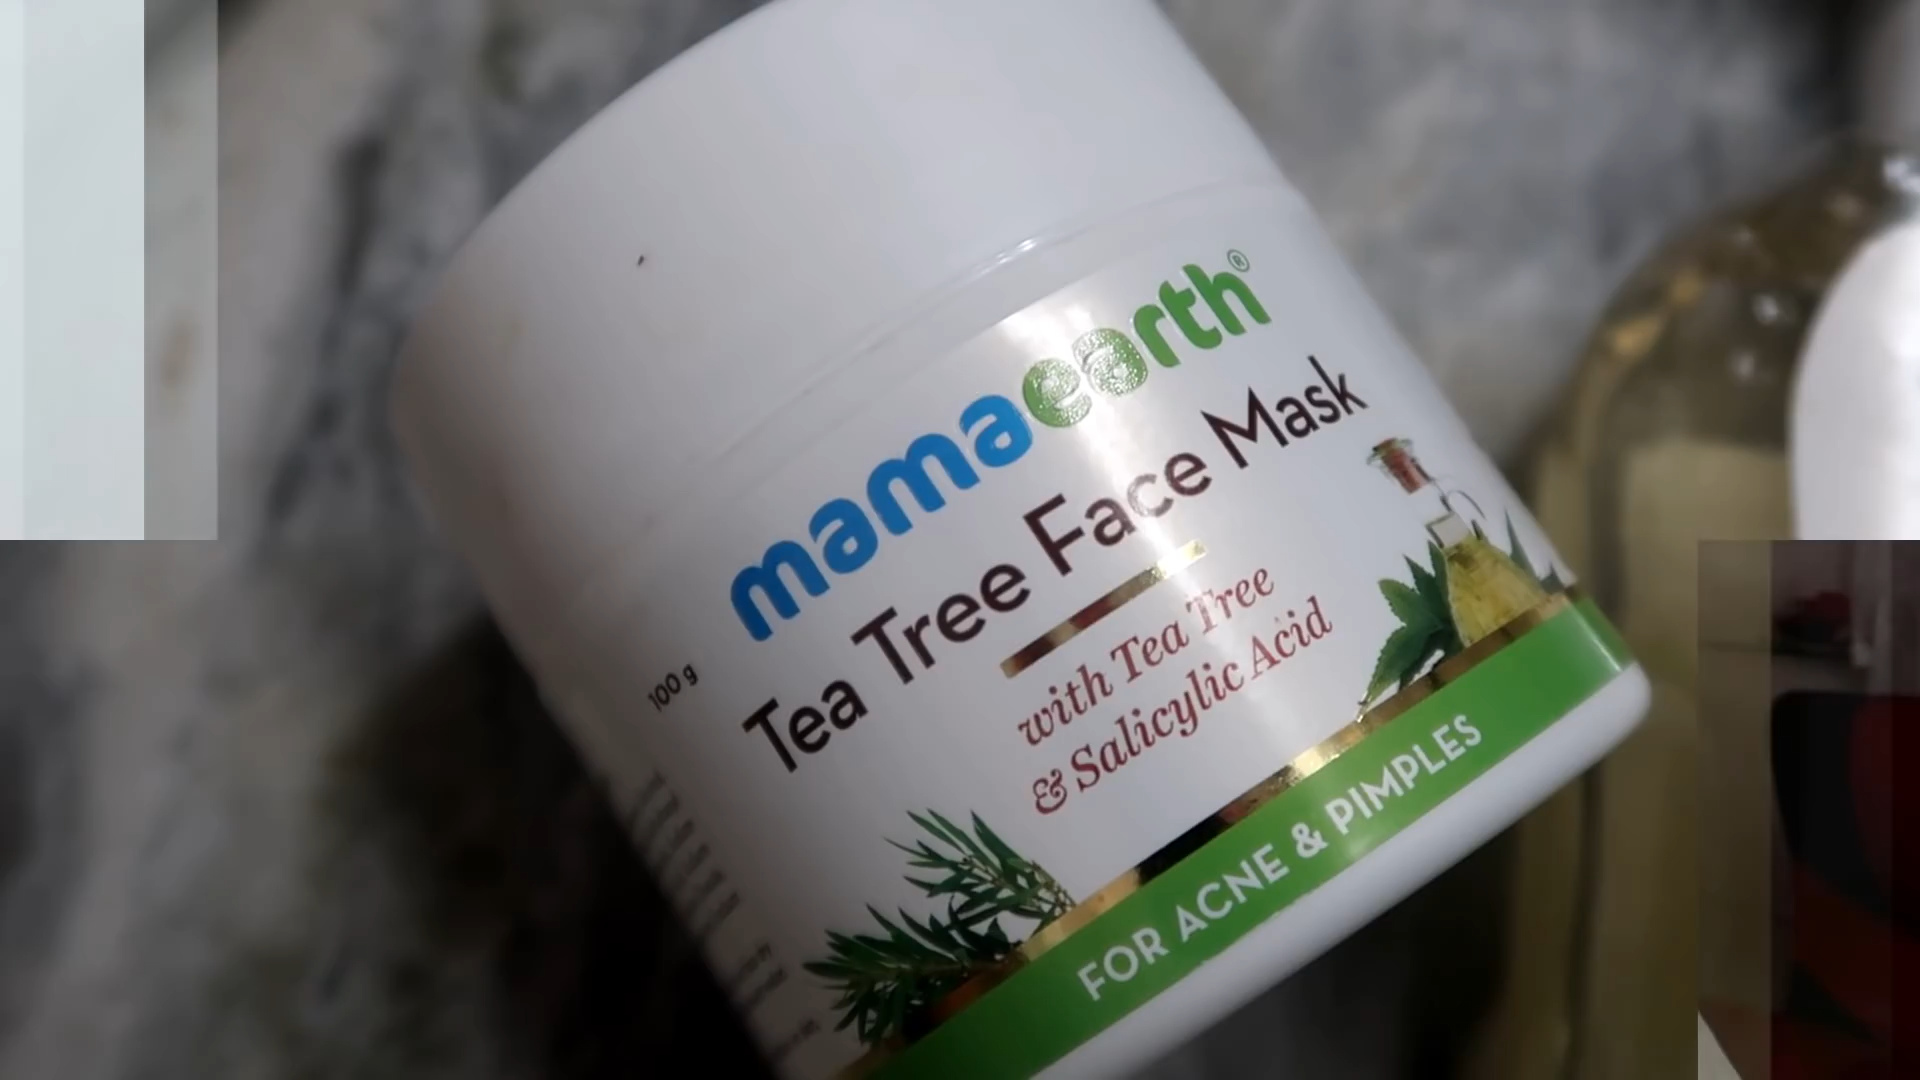 mamaearth®
Tea Tree Face Mask
with Tea Tree
& Salicylic Acid
100 g
FOR ACNE & PIMPLES